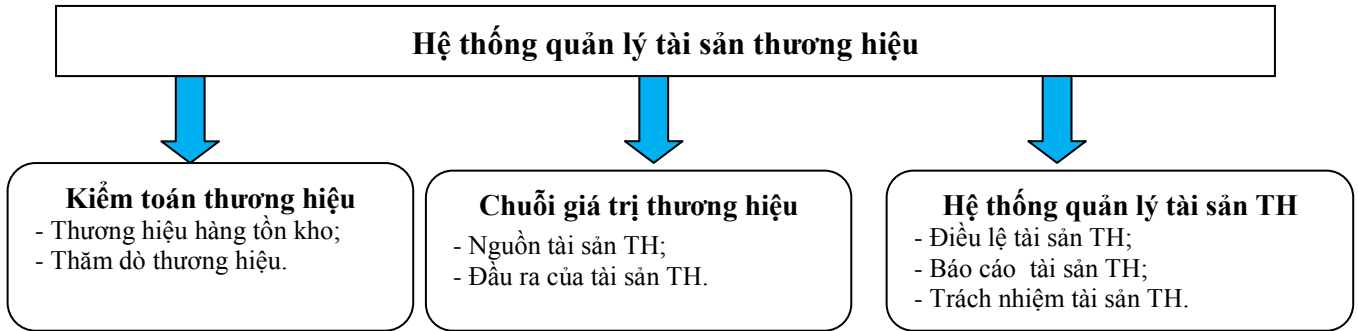 Hệ thống quản lý tài sản thương hiệu
Kiểm toán thương hiệu
- Thương hiệu hàng tồn kho;
- Thăm dò thương hiệu.
Chuỗi giá trị thương hiệu
- Nguồn tài sản TH;
- Đầu ra của tài sản TH.
Hệ thống quản lý tài sản TH
- Điều lệ tài sản TH;
- Báo cáo tài sản TH;
- Trách nhiệm tài sản TH.